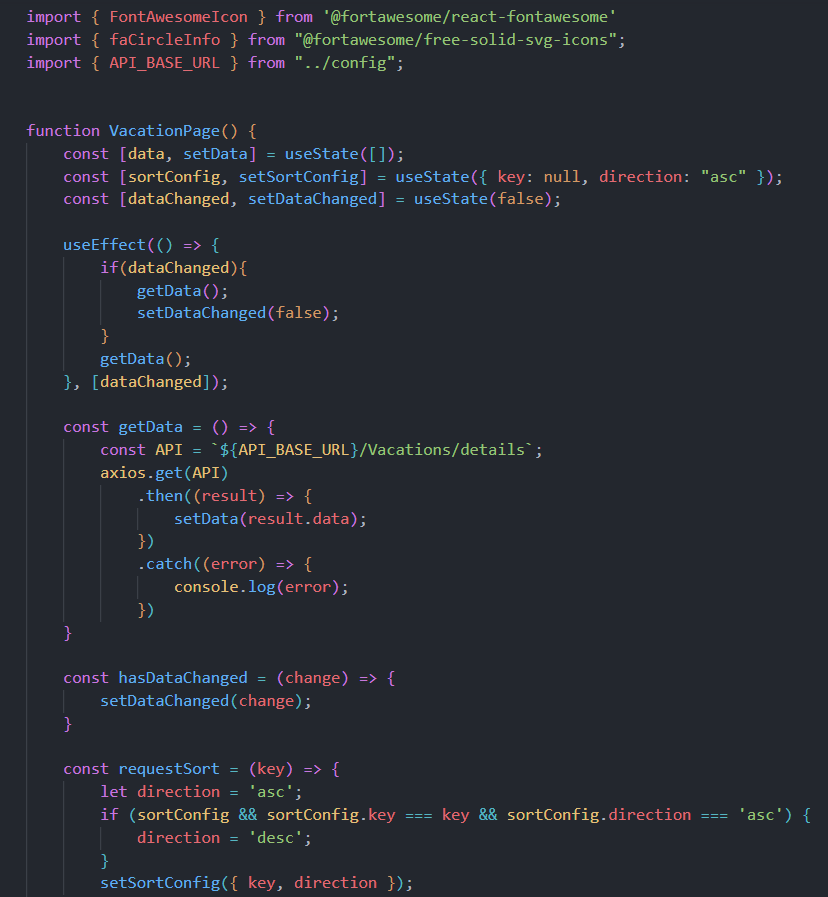 import { FontAwesomeIcon } from '@fortawesome/react-fontawesome'
import { faCircleInfo } from "@fortawesome/free-solid-svg-icons";
import { API_BASE_URL } from "../config";
function VacationPage() {
const [data, setData] = useState([]);
const [sortConfig, setSortConfig] = useState({ key: null, direction: "asc" });
const [dataChanged, setDataChanged] = useState(false);
useEffect(() => {
if(dataChanged){
getData();
setDataChanged(false);
}
getData();
}, [dataChanged]);
const getData = () => {
const API = `${API_BASE_URL}/Vacations/details`;
axios.get(API)
.then((result) => {
setData(result.data);
})
.catch((error) => {
console.log(error);
})
}
const hasDataChanged = (change) => {
setDataChanged(change);
}
const requestSort = (key) => {
let direction = 'asc';
if (sortConfig && sortConfig.key === key && sortConfig.direction === 'asc') {
direction = 'desc';
}
setSortConfig({ key, direction });